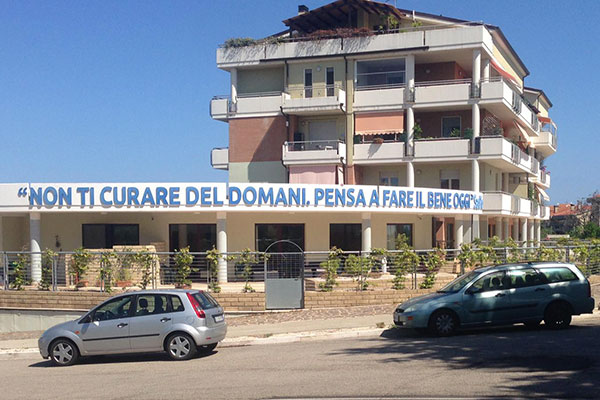 “NON TI CURARE DEL DOMANI. PENSA A FARE IL BENE OGGI”